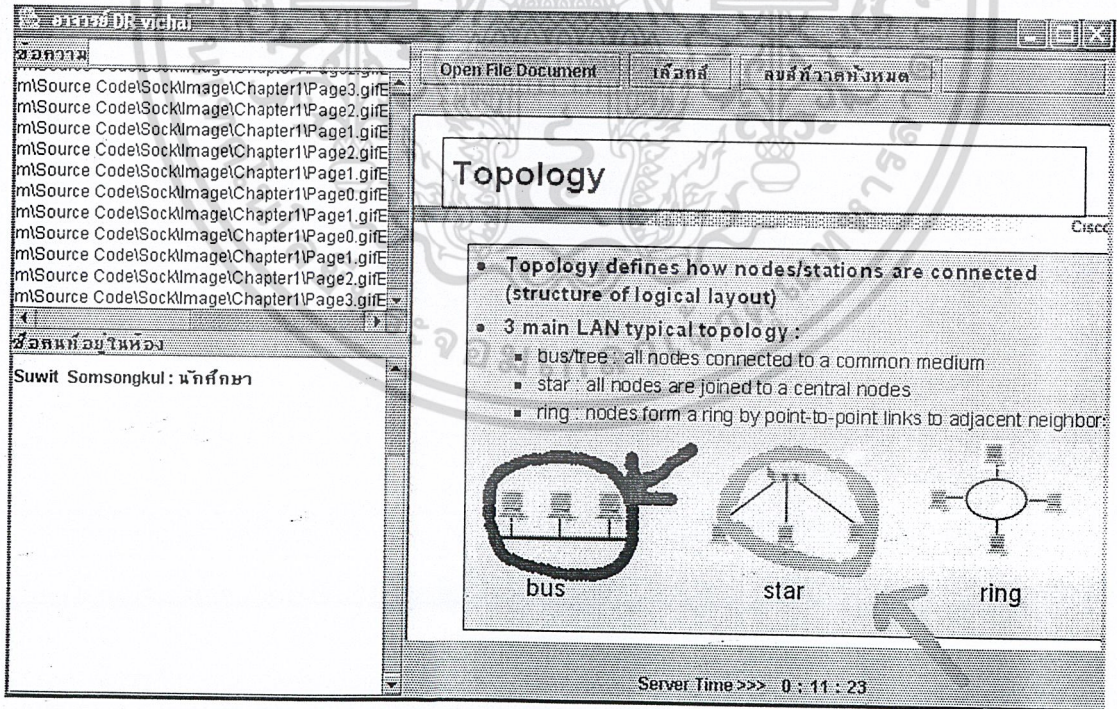 อาจารย์ DR vichai
ข้อความ
m\Source Code\Sock\Image\Chapter1\Page3.gifE
m\Source Code\Sock\Image\Chapter1\Page2.gifE
m\Source Code\Sock\Image\Chapter1\Page1.gifE
m\Source Code\Sock\Image\Chapter1\Page2.gifE
m\Source Code\Sock\Image\Chapter1\Page1.gifE
m\Source Code\Sock\Image\Chapter1\Page0.gifE
m\Source Code\Sock\Image\Chapter1\Page1.gifE
m\Source Code\Sock\Image\Chapter1\Page0.gifE
m\Source Code\Sock\Image\Chapter1\Page1.gifE
m\Source Code\Sock\Image\Chapter1\Page2.gifE
m\Source Code\Sock\Image\Chapter1\Page3.gifE
ชื่อคนที่อยู่ในห้อง
Suwit Somsongkul : นักศึกษา
Open File Document เลือกสี ลบสีที่วาดทั้งหมด
Topology
Cisco
• Topology defines how nodes/stations are connected
(structure of logical layout)
• 3 main LAN typical topology :
▪ bus/tree : all nodes connected to a common medium
▪ star : all nodes are joined to a central nodes
▪ ring : nodes form a ring by point-to-point links to adjacent neighbor
bus star ring
Server Time >>> 0 : 11 : 23